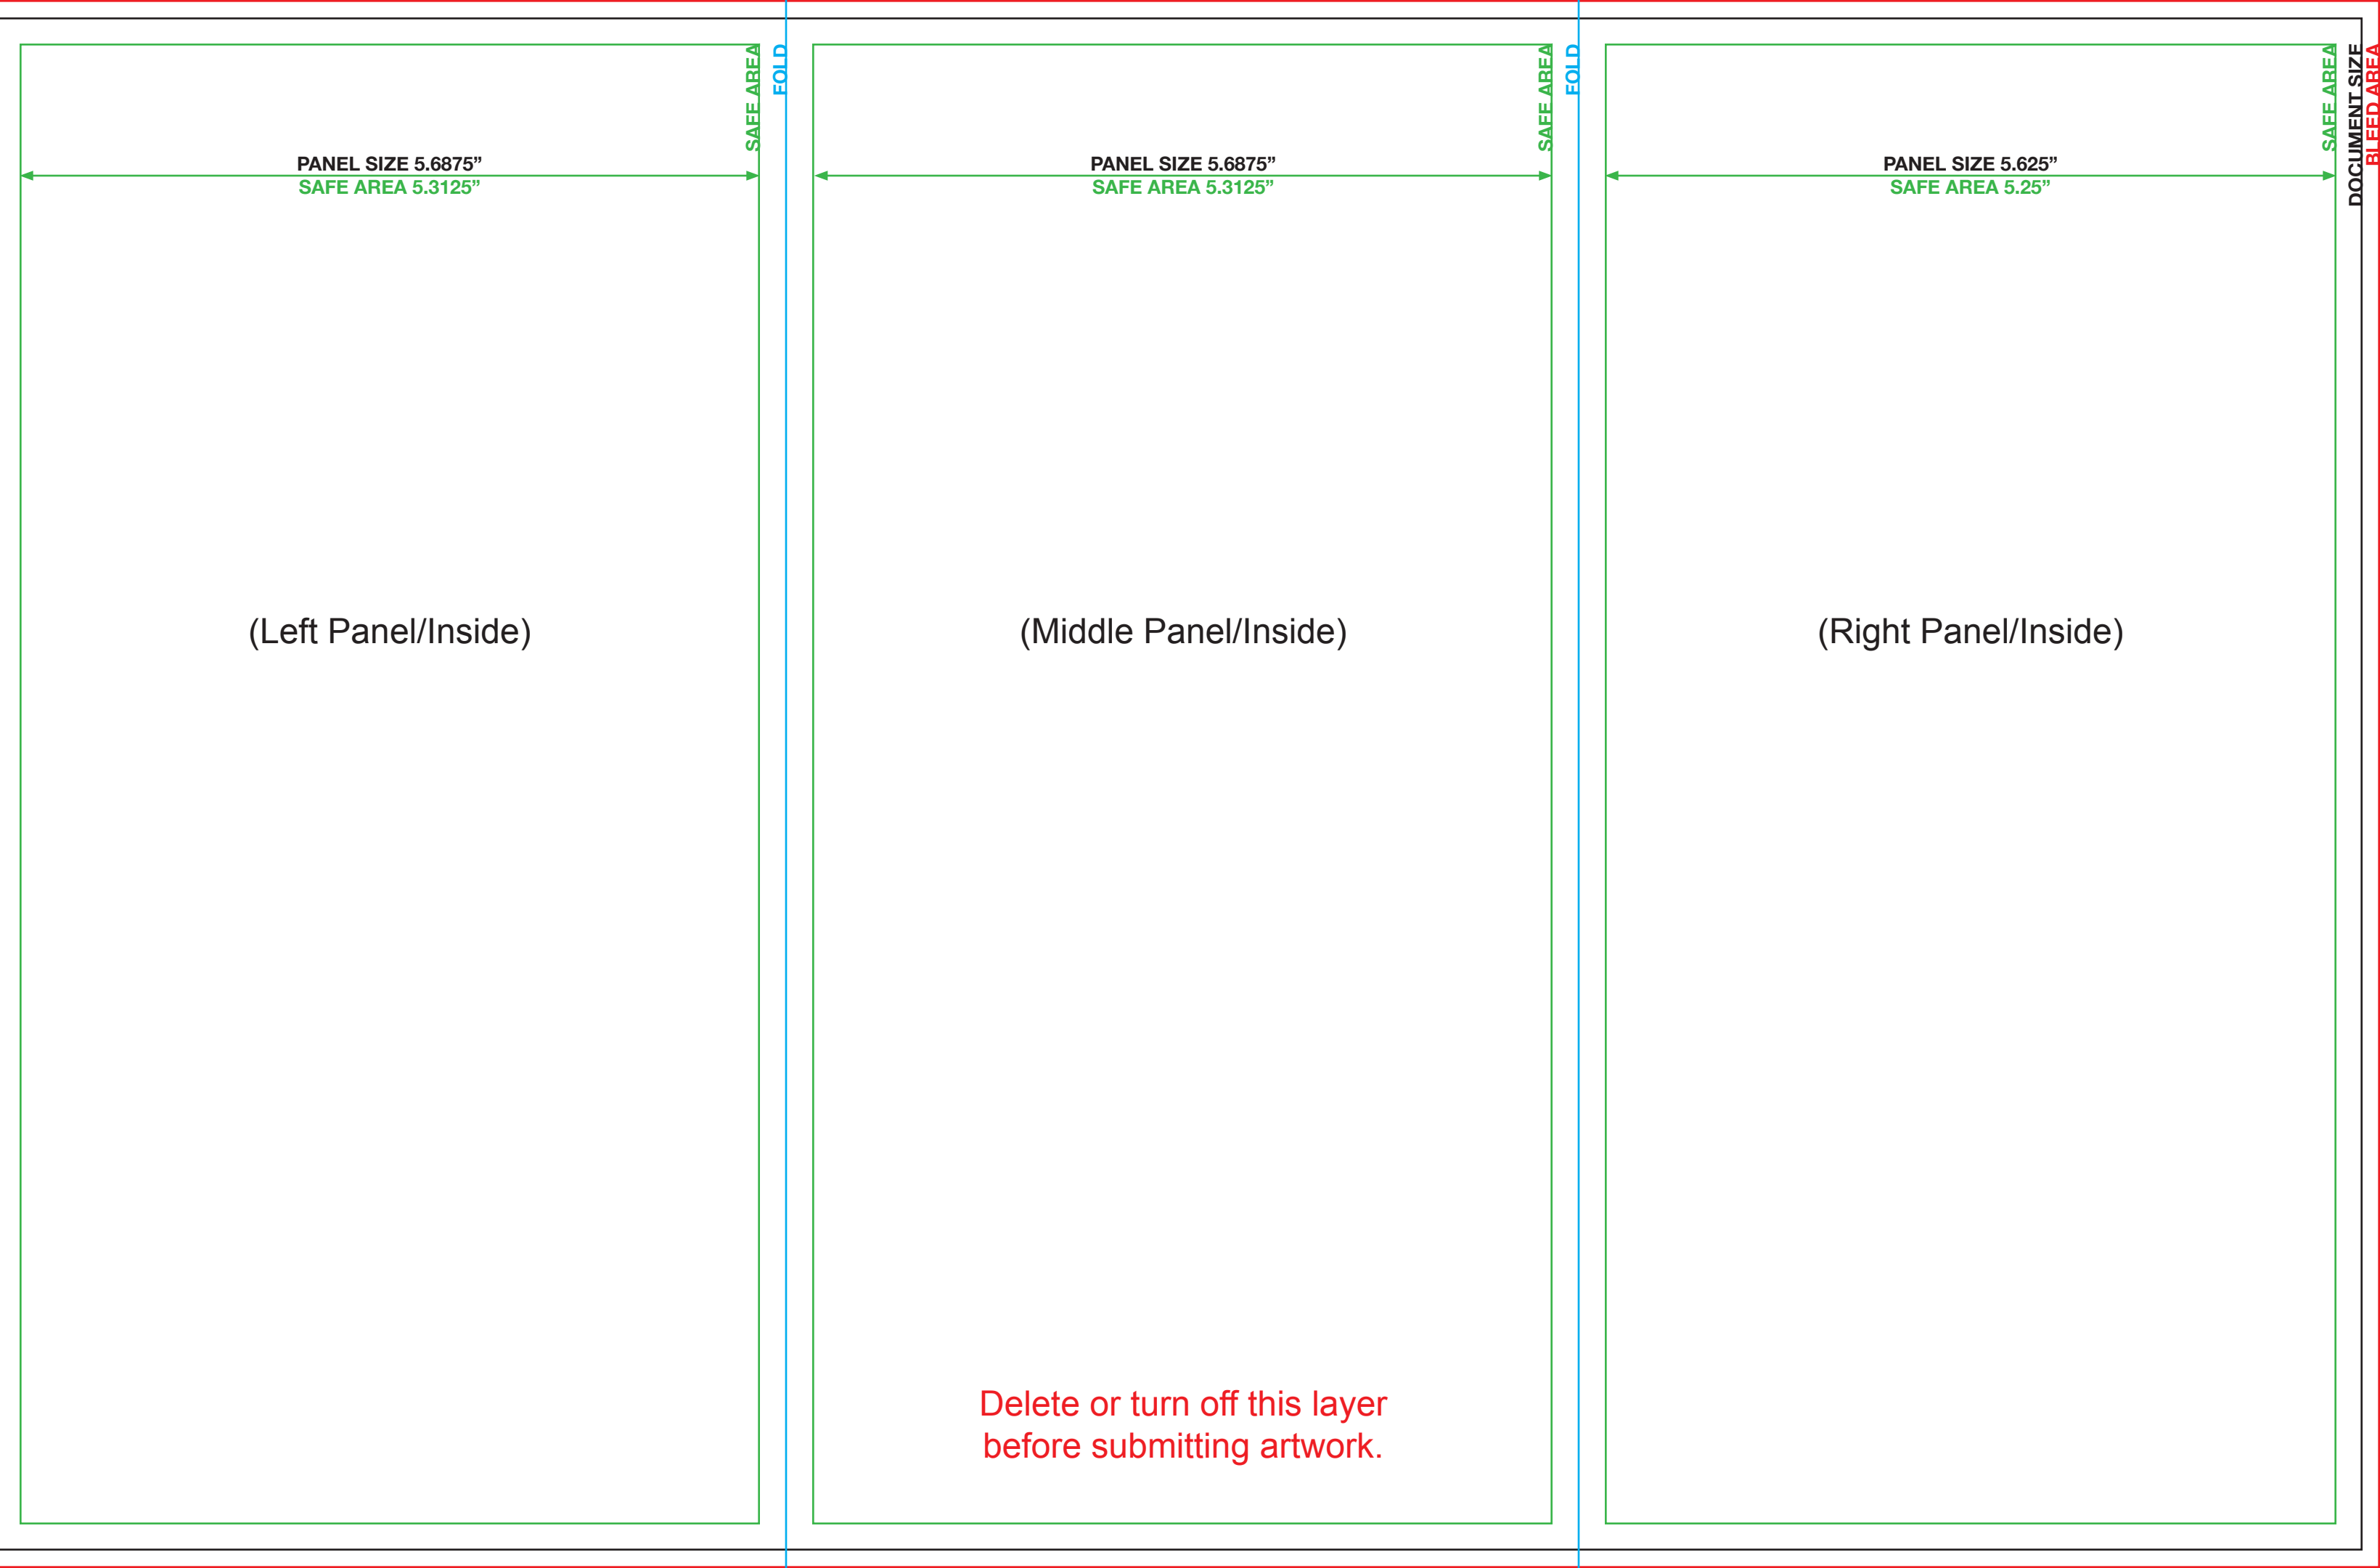 SAFE AREA
FOLD
SAFE AREA
FOLD
SAFE AREA
DOCUMENT SIZE
BLEED AREA
PANEL SIZE 5.6875”
SAFE AREA 5.3125”
PANEL SIZE 5.6875”
SAFE AREA 5.3125”
PANEL SIZE 5.625”
SAFE AREA 5.25”
(Left Panel/Inside)
(Middle Panel/Inside)
(Right Panel/Inside)
Delete or turn off this layer
before submitting artwork.